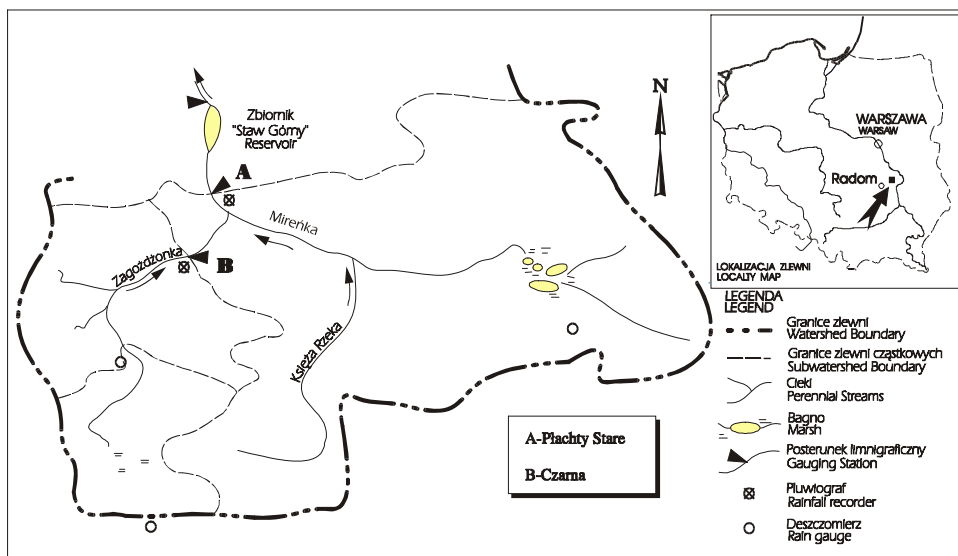 Zbiornik
"Staw Górny"
Reservoir
A
N
Mireńka
Zagożdżonka
B
Księża Rzeka
A-Płachty Stare
B-Czarna
WARSZAWA
WARSAW
Radom
LOKALIZACJA ZLEWNI
LOCALITY MAP
LEGENDA
LEGEND
Granice zlewni
Watershed Boundary
Granice zlewni cząstkowych
Subwatershed Boundary
Cieki
Perennial Streams
Bagno
Marsh
Posterunek limnigraficzny
Gauging Station
Pluwiograf
Rainfall recorder
Deszczomierz
Rain gauge